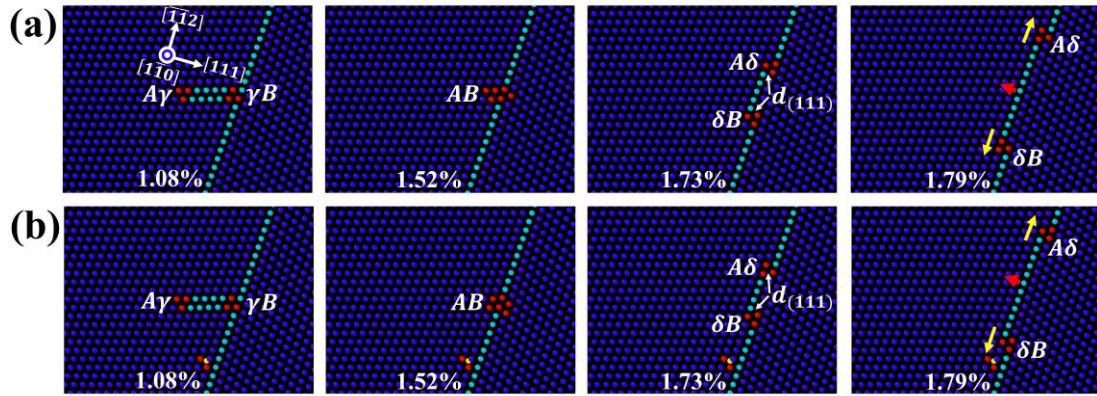 (a)
[1̅1̅2]
[111]
[11̅0]
Aγ γB
1.08%
AB
1.52%
Aδ
d(111)
δB
1.73%
Aδ
δB
1.79%
(b)
Aγ γB
1.08%
AB
1.52%
Aδ
d(111)
δB
1.73%
Aδ
δB
1.79%